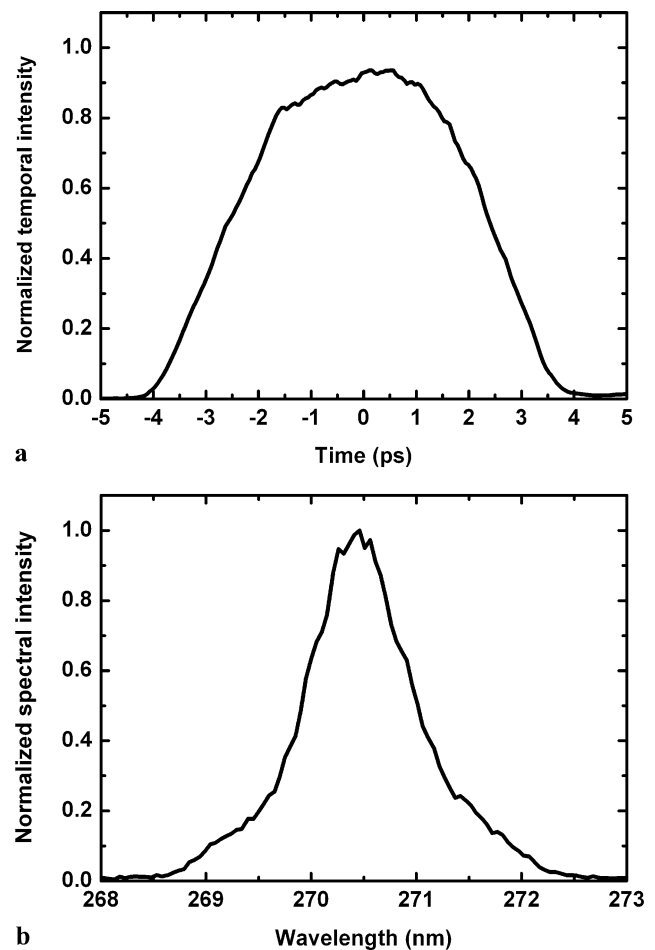 Normalized temporal intensity
1.0
0.8
0.6
0.4
0.2
0.0
-5 -4 -3 -2 -1 0 1 2 3 4 5
Time (ps)
a
Normalized spectral intensity
1.0
0.8
0.6
0.4
0.2
0.0
268 269 270 271 272 273
Wavelength (nm)
b